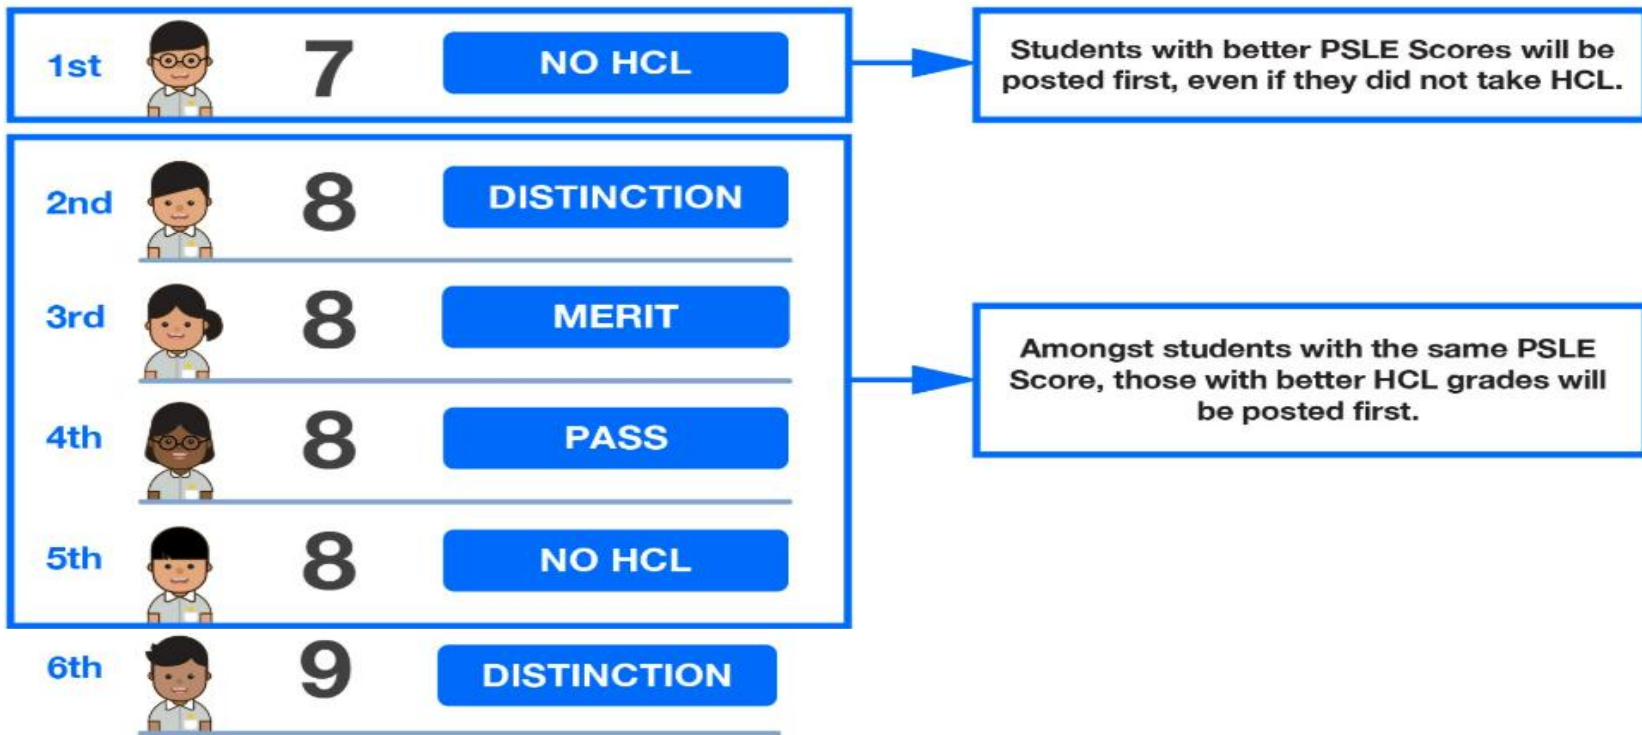 1st 7 NO HCL
Students with better PSLE Scores will be
posted first, even if they did not take HCL.
2nd 8 DISTINCTION
3rd 8 MERIT
4th 8 PASS
5th 8 NO HCL
Amongst students with the same PSLE
Score, those with better HCL grades will
be posted first.
6th 9 DISTINCTION